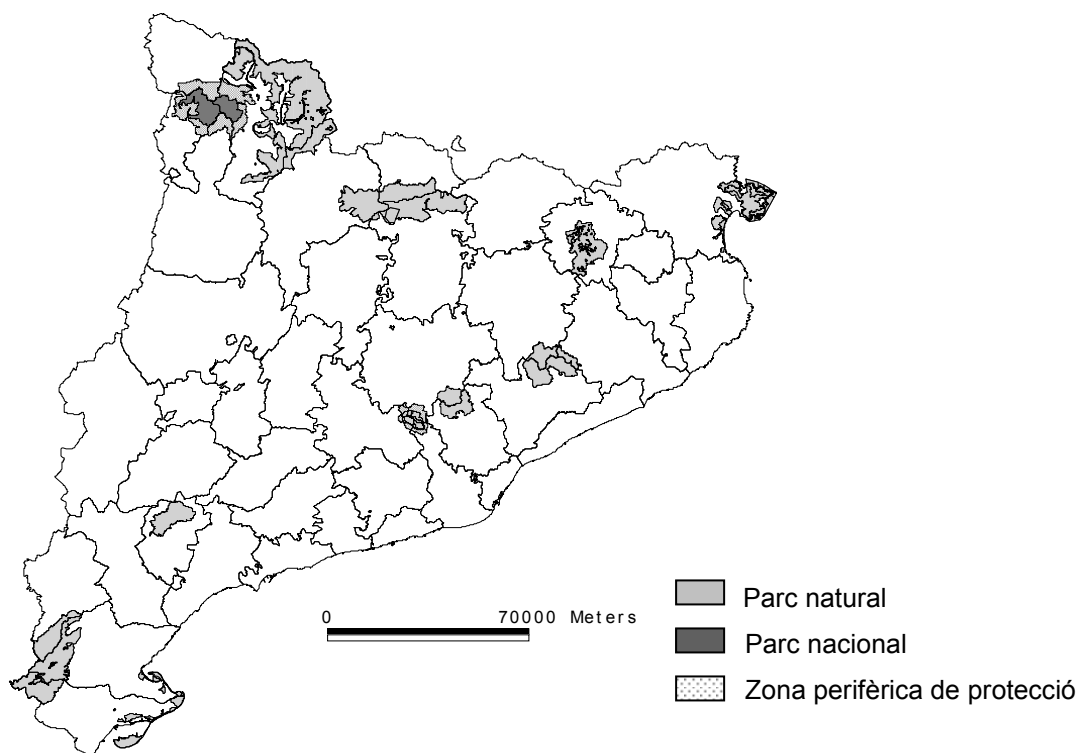 0 70000 Meters
Parc natural
Parc nacional
Zona perifèrica de protecció